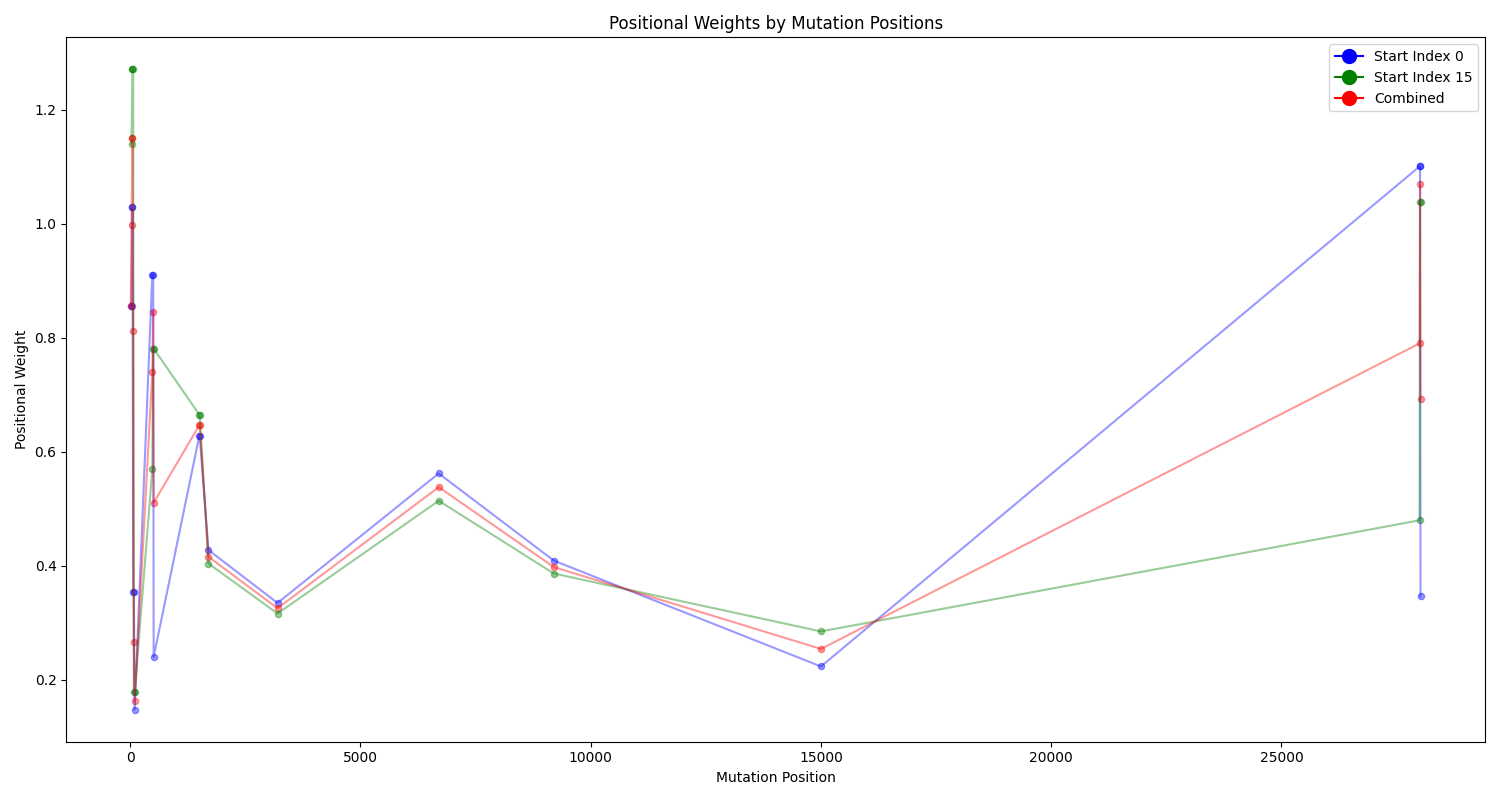 Positional Weights by Mutation Positions
Start Index 0
Start Index 15
Combined
Positional Weight
1.2
1.0
0.8
0.6
0.4
0.2
0
5000
10000
15000
20000
25000
Mutation Position